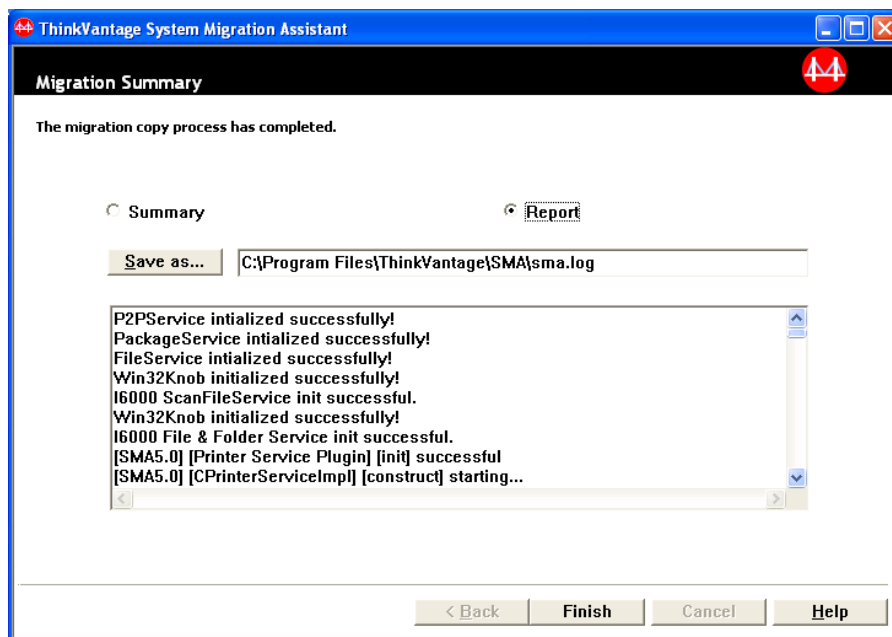 ThinkVantage System Migration Assistant
Migration Summary
The migration copy process has completed.
Summary
Report
Save as...
C:\Program Files\ThinkVantage\SMA\sma.log
P2PService intialized successfully!
PackageService intialized successfully!
FileService intialized successfully!
Win32Knob initialized successfully!
I6000 ScanFileService init successful.
Win32Knob initialized successfully!
I6000 File & Folder Service init successful.
[SMA5.0] [Printer Service Plugin] [init] successful
[SMA5.0] [CPrinterServiceImpl] [construct] starting...
< Back
Finish
Cancel
Help